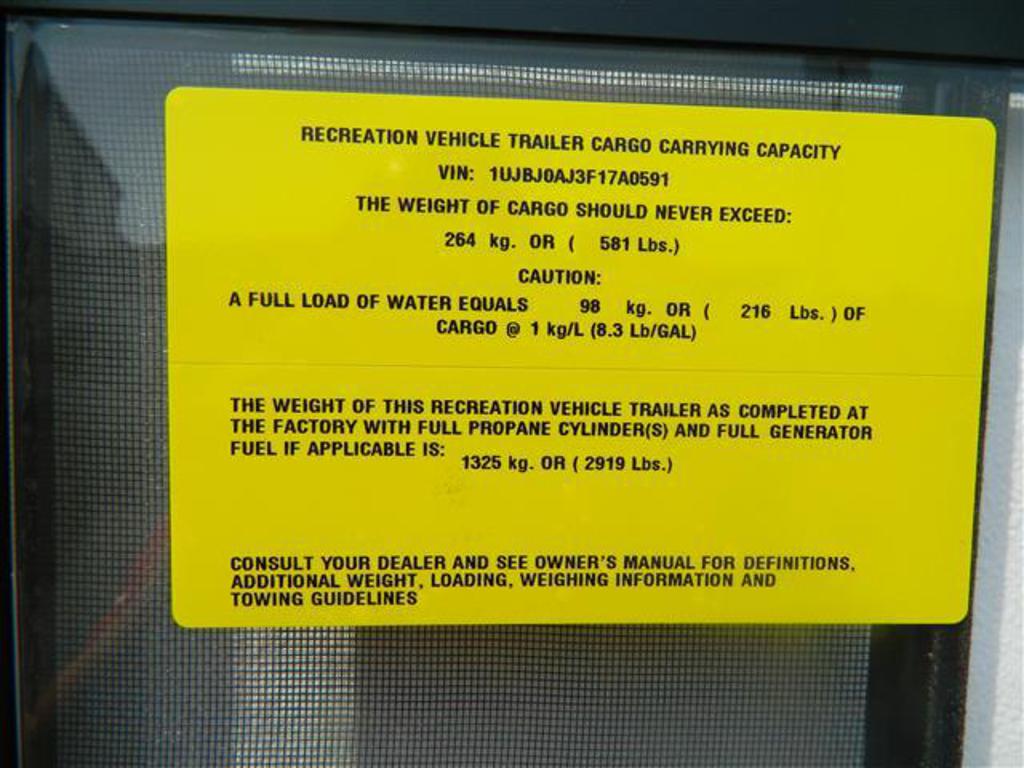 RECREATION VEHICLE TRAILER CARGO CARRYING CAPACITY
VIN: 1UJBJ0AJ3F17A0591
THE WEIGHT OF CARGO SHOULD NEVER EXCEED:
264 kg. OR ( 581 Lbs.)
CAUTION:
A FULL LOAD OF WATER EQUALS 98 kg. OR ( 216 Lbs. ) OF
CARGO @ 1 kg/L (8.3 Lb/GAL)
THE WEIGHT OF THIS RECREATION VEHICLE TRAILER AS COMPLETED AT
THE FACTORY WITH FULL PROPANE CYLINDER(S) AND FULL GENERATOR
FUEL IF APPLICABLE IS:
1325 kg. OR ( 2919 Lbs.)
CONSULT YOUR DEALER AND SEE OWNER'S MANUAL FOR DEFINITIONS,
ADDITIONAL WEIGHT, LOADING, WEIGHING INFORMATION AND
TOWING GUIDELINES